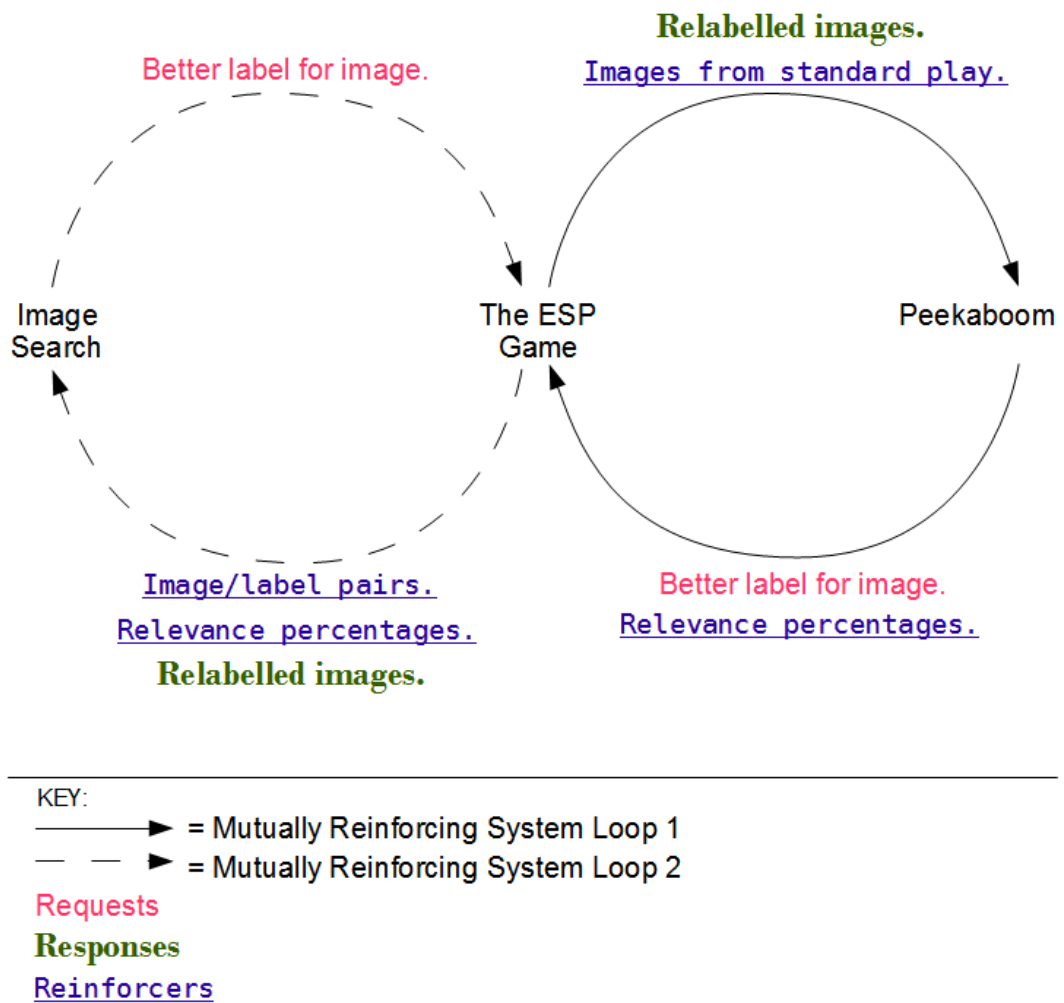 Relabelled images.
Better label for image.
Images from standard play.
Image
Search
The ESP
Game
Peekaboom
Image/label pairs.
Relevance percentages.
Relabelled images.
Better label for image.
Relevance percentages.
KEY:
= Mutually Reinforcing System Loop 1
= Mutually Reinforcing System Loop 2
Requests
Responses
Reinforcers